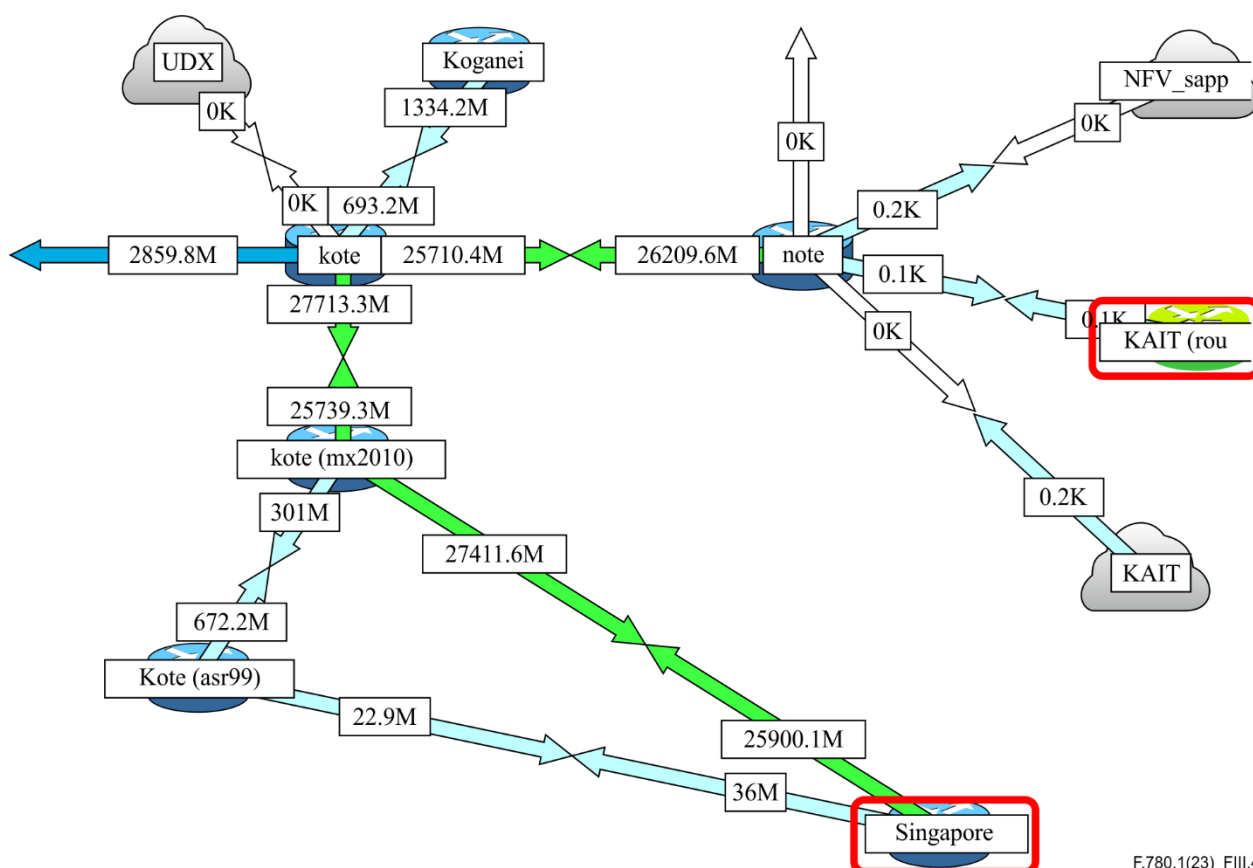 UDX
Koganei
NFV_sapp
0K
1334.2M
0K
0K
0K
693.2M
0.2K
2859.8M
kote
25710.4M
26209.6M
note
0.1K
27713.3M
0.1K
0K
KAIT (rou
25739.3M
kote (mx2010)
301M
0.2K
27411.6M
KAIT
672.2M
Kote (asr99)
22.9M
25900.1M
36M
Singapore